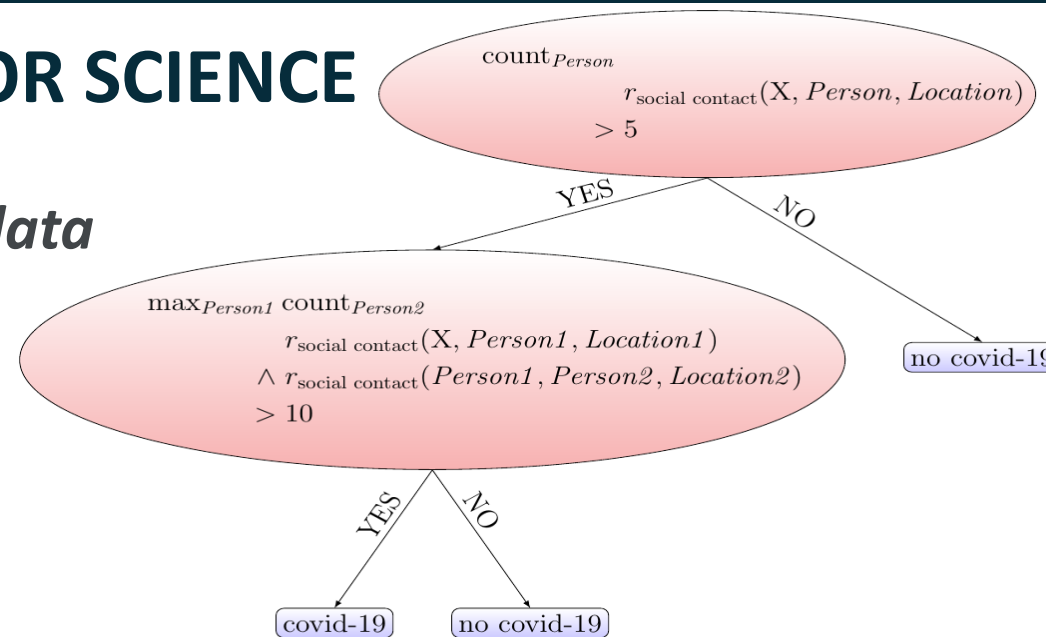 OR SCIENCE
data
count_Person
r_social contact(X, Person, Location)
> 5
YES
NO
max_Person1 count_Person2
r_social contact(X, Person1, Location1)
∧ r_social contact(Person1, Person2, Location2)
> 10
no covid-19
YES
NO
covid-19
no covid-19